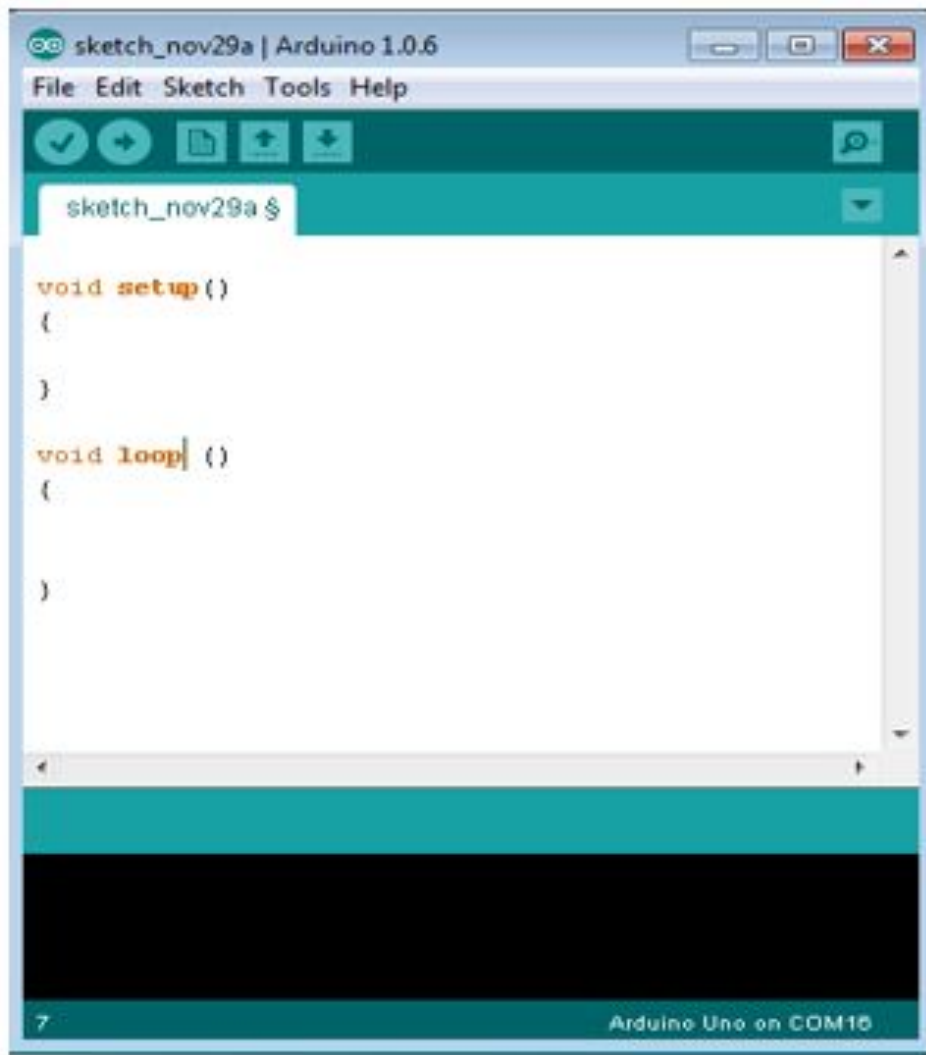 sketch_nov29a | Arduino 1.0.6
File Edit Sketch Tools Help
sketch_nov29a §
void setup()
{
}
void loop ()
{
}
7
Arduino Uno on COM16